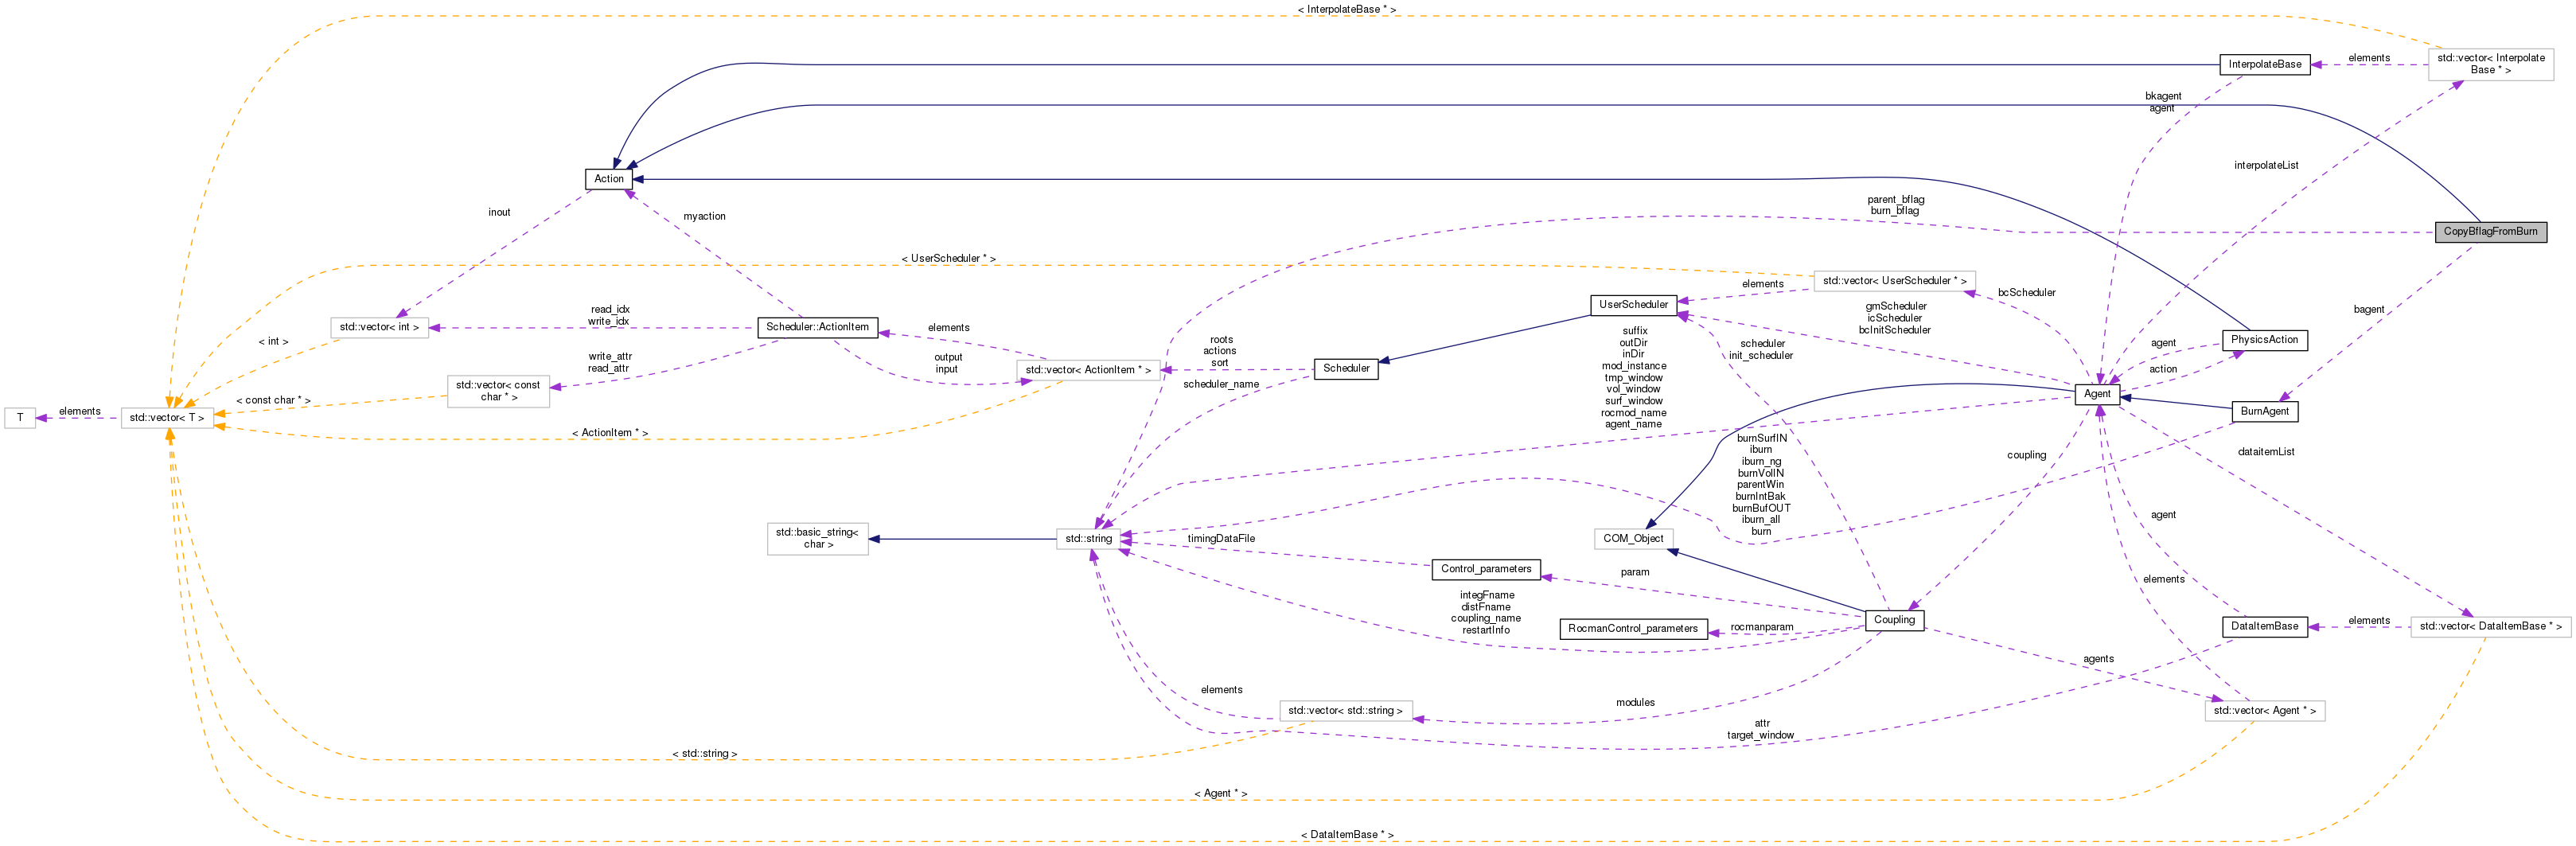 < InterpolateBase * >
InterpolateBase
elements
std::vector< Interpolate
Base * >
bkagent
agent
interpolateList
Action
inout
myaction
parent_bflag
burn_bflag
CopyBflagFromBurn
< UserScheduler * >
std::vector< UserScheduler * >
elements
bcScheduler
bagent
UserScheduler
gmScheduler
icScheduler
bcInitScheduler
std::vector< int >
read_idx
write_idx
Scheduler::ActionItem
elements
< int >
suffix
outDir
inDir
mod_instance
tmp_window
vol_window
surf_window
rocmod_name
agent_name
scheduler
init_scheduler
PhysicsAction
agent
action
roots
actions
sort
write_attr
read_attr
output
input
std::vector< ActionItem * >
Scheduler
scheduler_name
std::vector< const
char * >
< const char * >
Agent
BurnAgent
T
elements
std::vector< T >
< ActionItem * >
burnSurfIN
iburn
iburn_ng
burnVolIN
parentWin
burnIntBak
burnBufOUT
iburn_all
burn
coupling
dataitemList
std::basic_string<
char >
std::string
timingDataFile
COM_Object
agent
Control_parameters
param
elements
integFname
distFname
coupling_name
restartInfo
RocmanControl_parameters
rocmanparam
Coupling
DataItemBase
elements
std::vector< DataItemBase * >
agents
elements
std::vector< std::string >
modules
std::vector< Agent * >
attr
target_window
< std::string >
< Agent * >
< DataItemBase * >